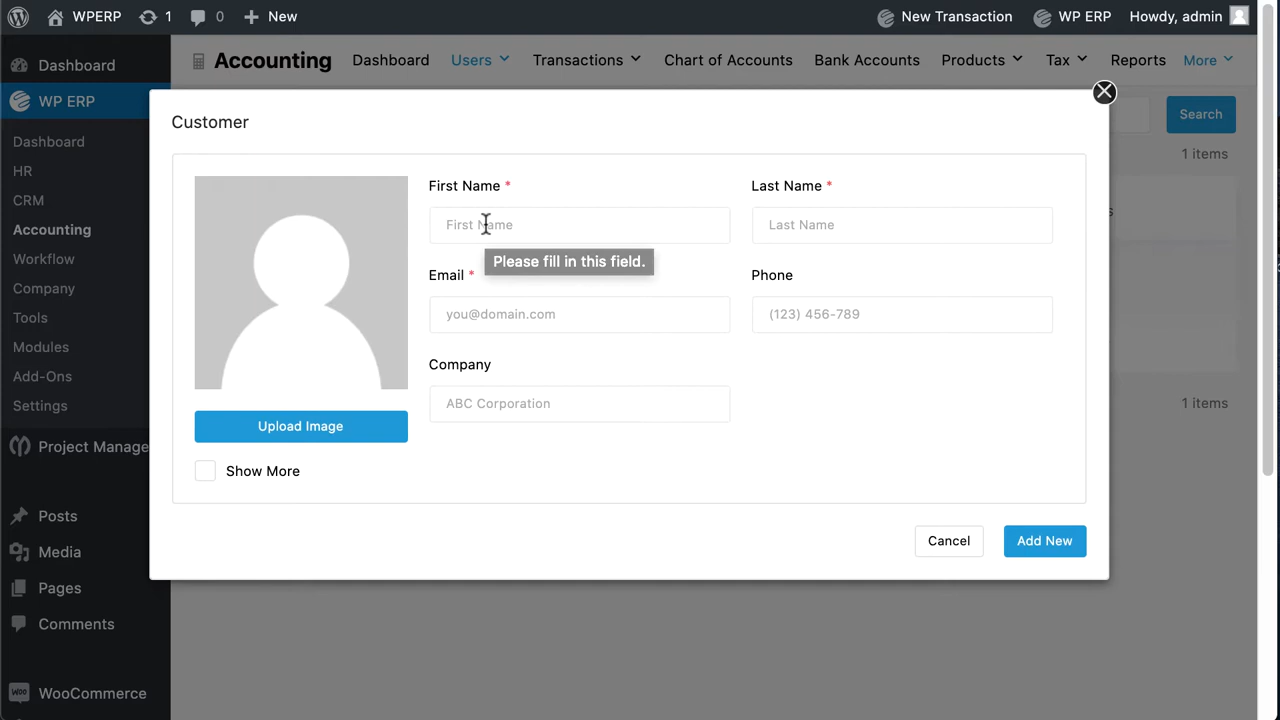 WPERP 1 0 New New Transaction WP ERP Howdy, admin
Dashboard
WP ERP
Dashboard
HR
CRM
Accounting
Workflow
Company
Tools
Modules
Add-Ons
Settings
Project Manage
Posts
Media
Pages
Comments
WOO WooCommerce
Accounting Dashboard Users Transactions Chart of Accounts Bank Accounts Products Tax Reports More
Search
1 items
s
1 items
Customer
First Name *
First Name
Please fill in this field.
Last Name *
Last Name
Email *
you@domain.com
Phone
(123) 456-789
Company
ABC Corporation
Upload Image
Show More
Cancel Add New